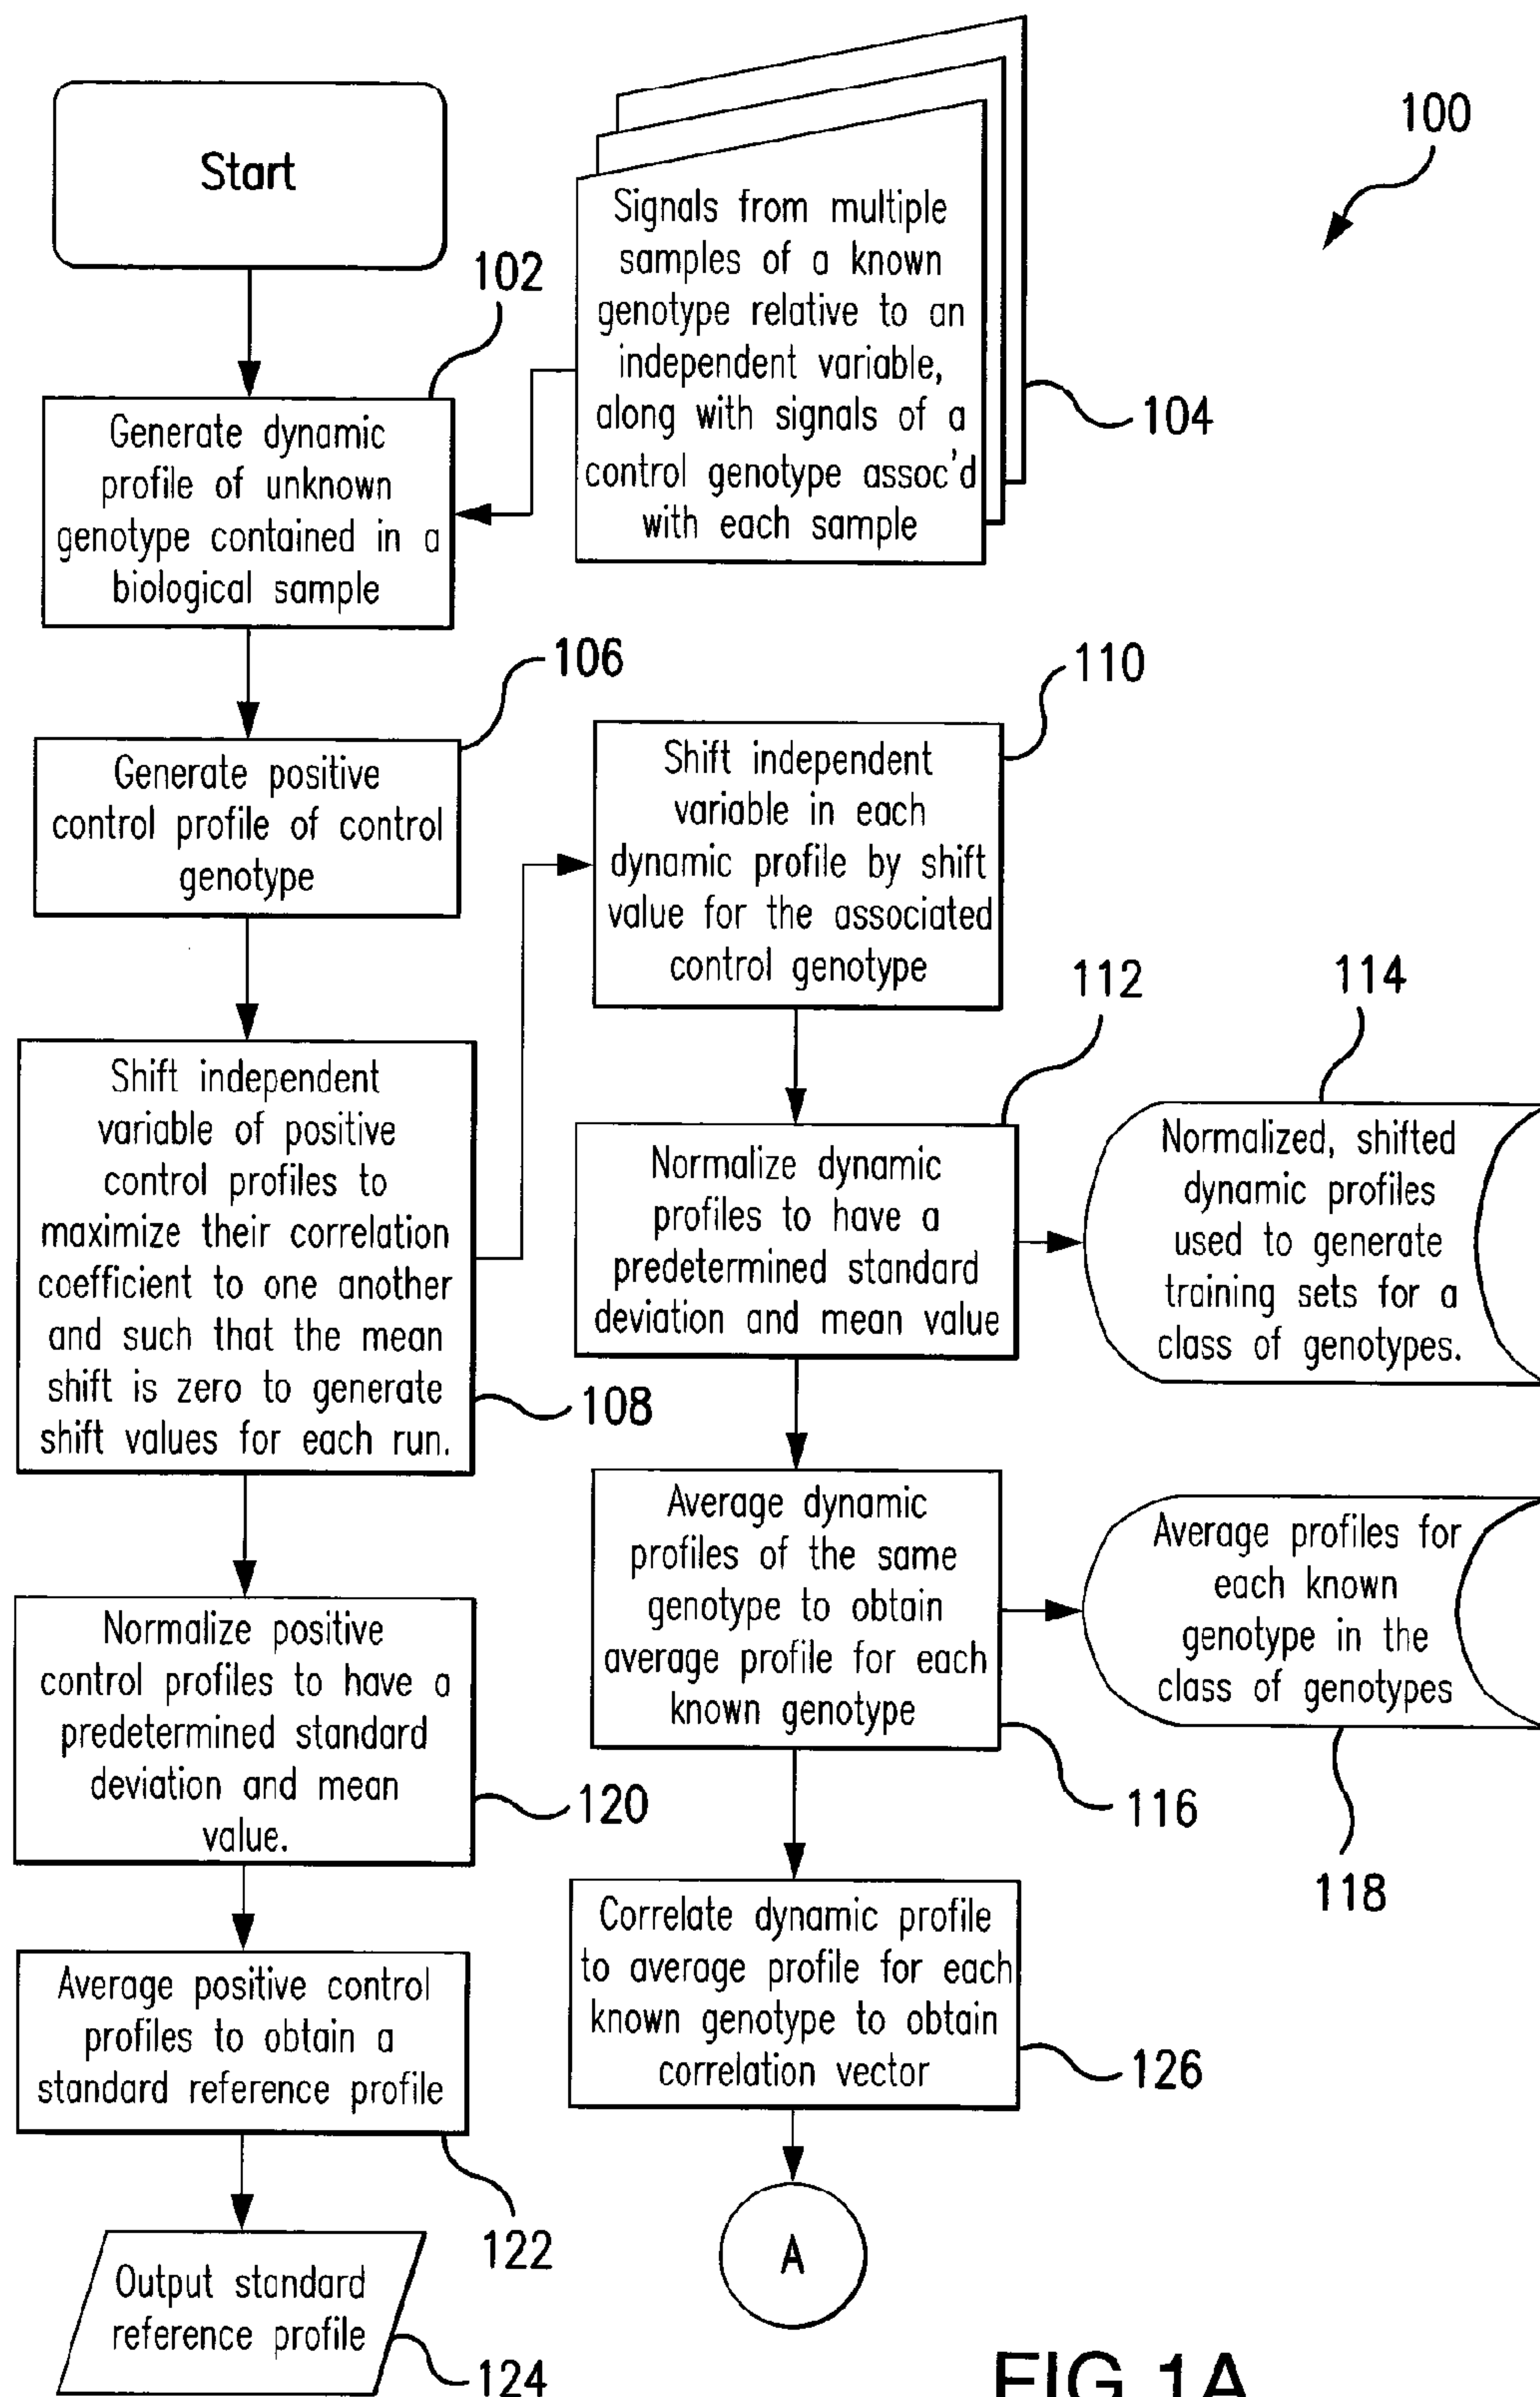 Start
Signals from multiple
samples of a known
genotype relative to an
independent variable,
along with signals of a
control genotype assoc'd
with each sample
100
102
104
Generate dynamic
profile of unknown
genotype contained in a
biological sample
106
Generate positive
control profile of control
genotype
110
Shift independent
variable in each
dynamic profile by shift
value for the associated
control genotype
Shift independent
variable of positive
control profiles to
maximize their correlation
coefficient to one another
and such that the mean
shift is zero to generate
shift values for each run.
108
112
Normalize dynamic
profiles to have a
predetermined standard
deviation and mean value
114
Normalized, shifted
dynamic profiles
used to generate
training sets for a
class of genotypes.
Average dynamic
profiles of the same
genotype to obtain
average profile for each
known genotype
116
Average profiles for
each known
genotype in the
class of genotypes
118
Normalize positive
control profiles to have a
predetermined standard
deviation and mean
value.
120
Correlate dynamic profile
to average profile for each
known genotype to obtain
correlation vector
126
Average positive control
profiles to obtain a
standard reference profile
122
A
Output standard
reference profile
124
FIG.1A